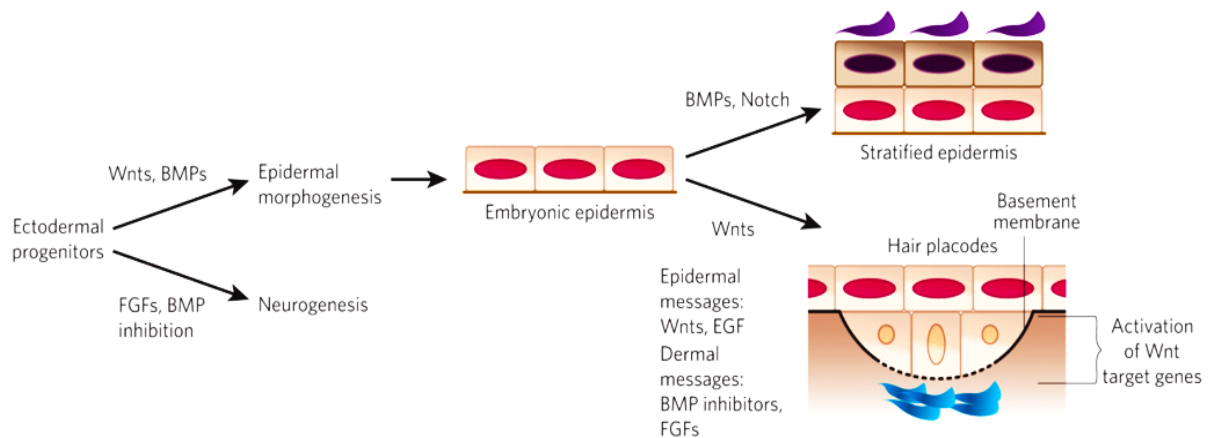 Ectodermal
progenitors
Wnts, BMPs
FGFs, BMP
inhibition
Epidermal
morphogenesis
Neurogenesis
Embryonic epidermis
BMPs, Notch
Wnts
Stratified epidermis
Hair placodes
Basement
membrane
Epidermal
messages:
Wnts, EGF
Dermal
messages:
BMP inhibitors,
FGFs
Activation
of Wnt
target genes